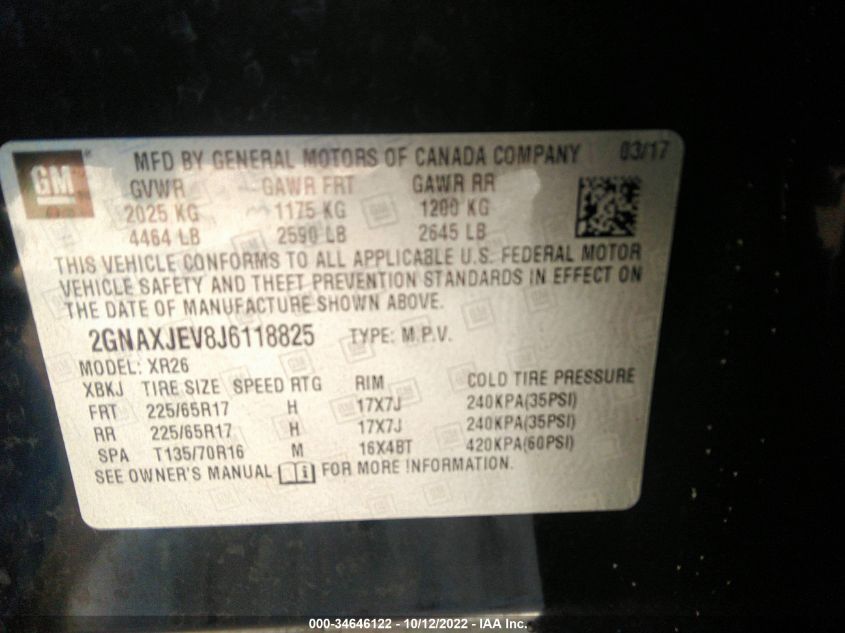 GM
MFD BY GENERAL MOTORS OF CANADA COMPANY 03/17
GVWR GAWR FRT GAWR RR
2025 KG 1175 KG 1200 KG
4464 LB 2590 LB 2645 LB
THIS VEHICLE CONFORMS TO ALL APPLICABLE U.S. FEDERAL MOTOR
VEHICLE SAFETY AND THEFT PREVENTION STANDARDS IN EFFECT ON
THE DATE OF MANUFACTURE SHOWN ABOVE.
2GNAXJEV8J6118825 TYPE: M.P.V.
MODEL: XR26
XBKJ TIRE SIZE SPEED RTG RIM COLD TIRE PRESSURE
FRT 225/65R17 H 17X7J 240KPA(35PSI)
RR 225/65R17 H 17X7J 240KPA(35PSI)
SPA T135/70R16 M 16X4BT 420KPA(60PSI)
SEE OWNER'S MANUAL FOR MORE INFORMATION.
000-34646122 - 10/12/2022 - IAA Inc.